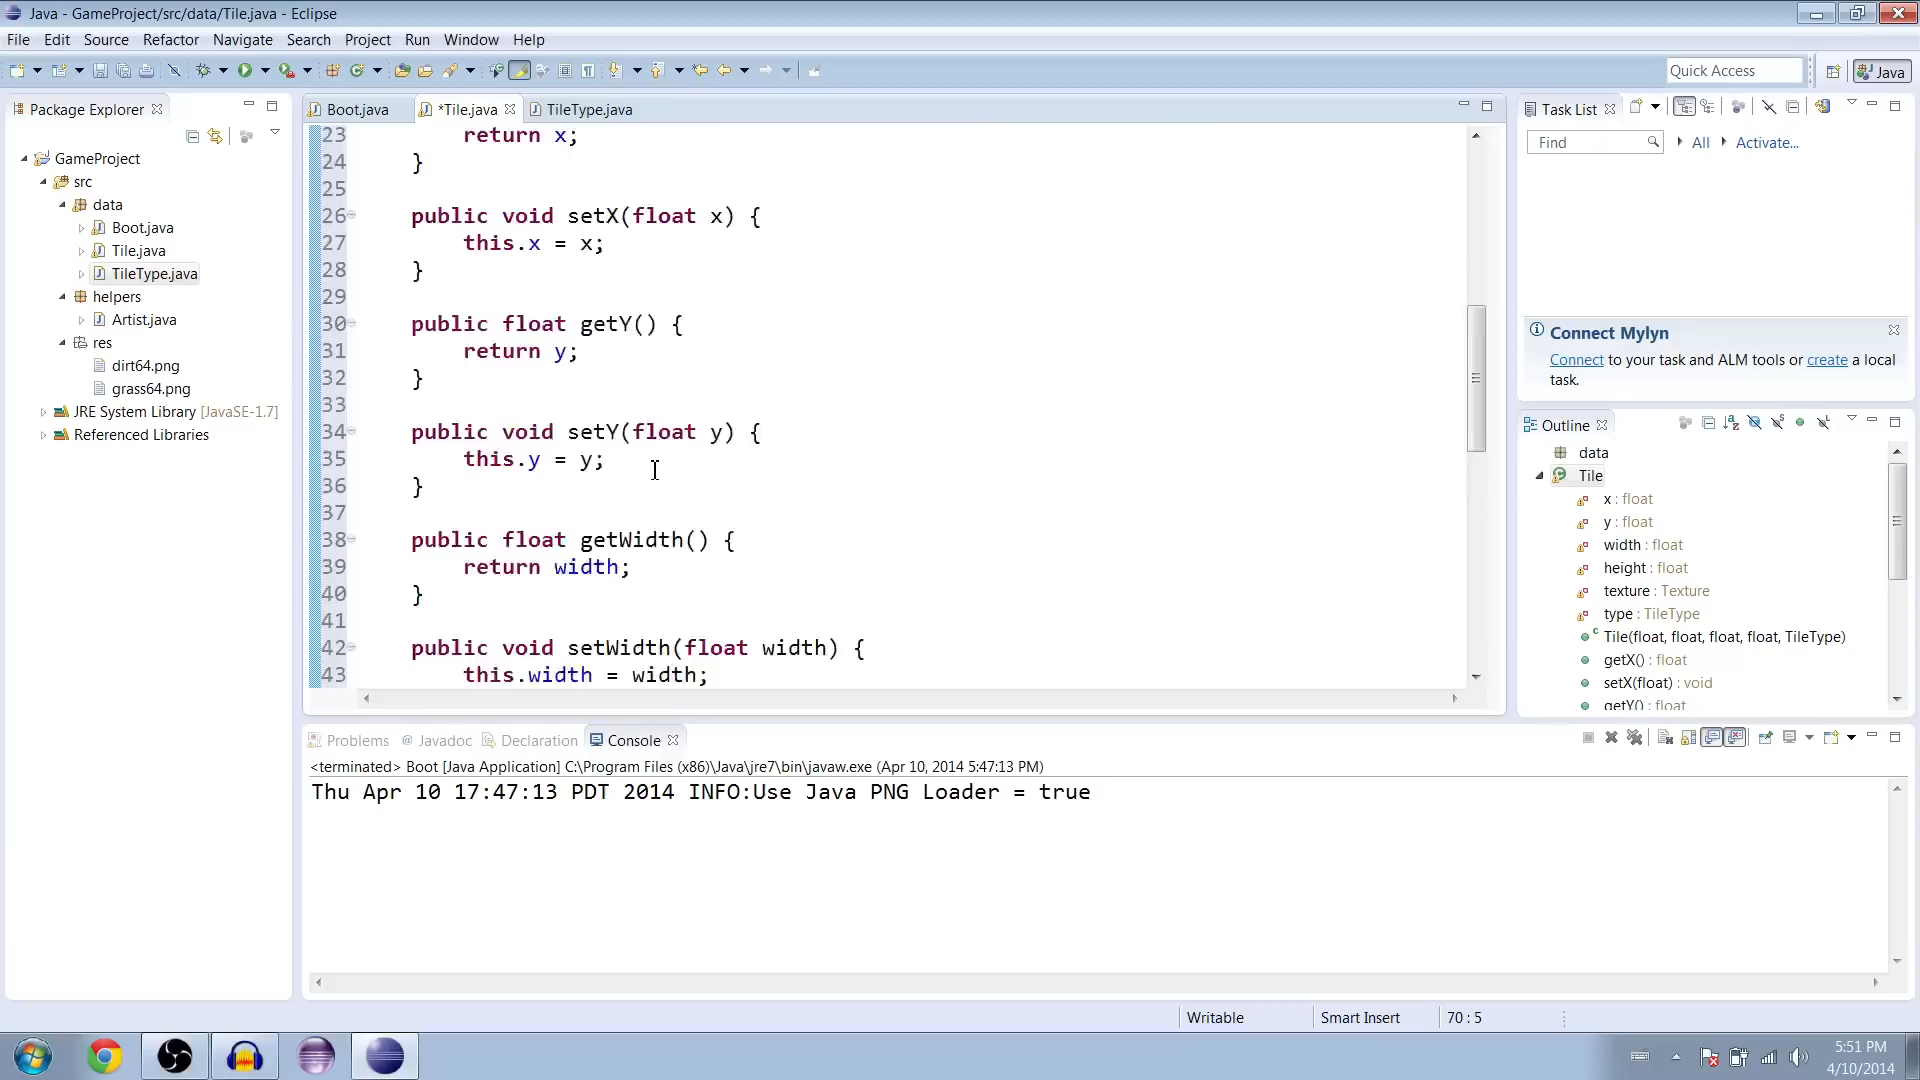 Java - GameProject/src/data/Tile.java - Eclipse
File Edit Source Refactor Navigate Search Project Run Window Help
Quick Access
Java
Package Explorer
GameProject
src
data
Boot.java
Tile.java
TileType.java
helpers
Artist.java
res
dirt64.png
grass64.png
JRE System Library [JavaSE-1.7]
Referenced Libraries
Boot.java *Tile.java TileType.java
23 return x;
24 }
25
26 public void setX(float x) {
27 this.x = x;
28 }
29
30 public float getY() {
31 return y;
32 }
33
34 public void setY(float y) {
35 this.y = y;
36 }
37
38 public float getWidth() {
39 return width;
40 }
41
42 public void setWidth(float width) {
43 this.width = width;
Task List
Find All Activate...
Connect Mylyn
Connect to your task and ALM tools or create a local
task.
Outline
data
Tile
x : float
y : float
width : float
height : float
texture : Texture
type : TileType
Tile(float, float, float, float, TileType)
getX() : float
setX(float) : void
getY() : float
Problems @ Javadoc Declaration Console
<terminated> Boot [Java Application] C:\Program Files (x86)\Java\jre7\bin\javaw.exe (Apr 10, 2014 5:47:13 PM)
Thu Apr 10 17:47:13 PDT 2014 INFO:Use Java PNG Loader = true
Writable Smart Insert 70 : 5
5:51 PM
4/10/2014